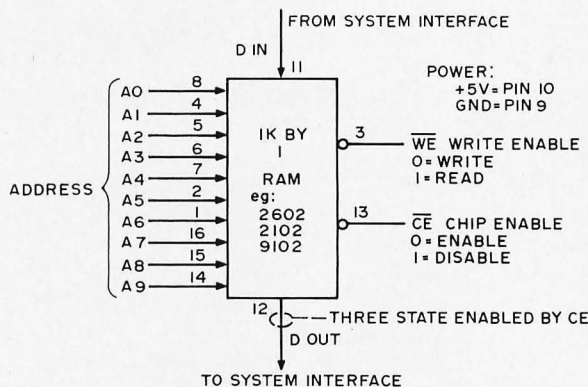 FROM SYSTEM INTERFACE
D IN
11
POWER:
+5V = PIN 10
GND = PIN 9
ADDRESS
A0 8
A1 4
A2 5
A3 6
A4 7
A5 2
A6 1
A7 16
A8 15
A9 14
1K BY
1
RAM
eg:
2602
2102
9102
3
WE WRITE ENABLE
0 = WRITE
1 = READ
13
CE CHIP ENABLE
0 = ENABLE
1 = DISABLE
12
THREE STATE ENABLED BY CE
D OUT
TO SYSTEM INTERFACE